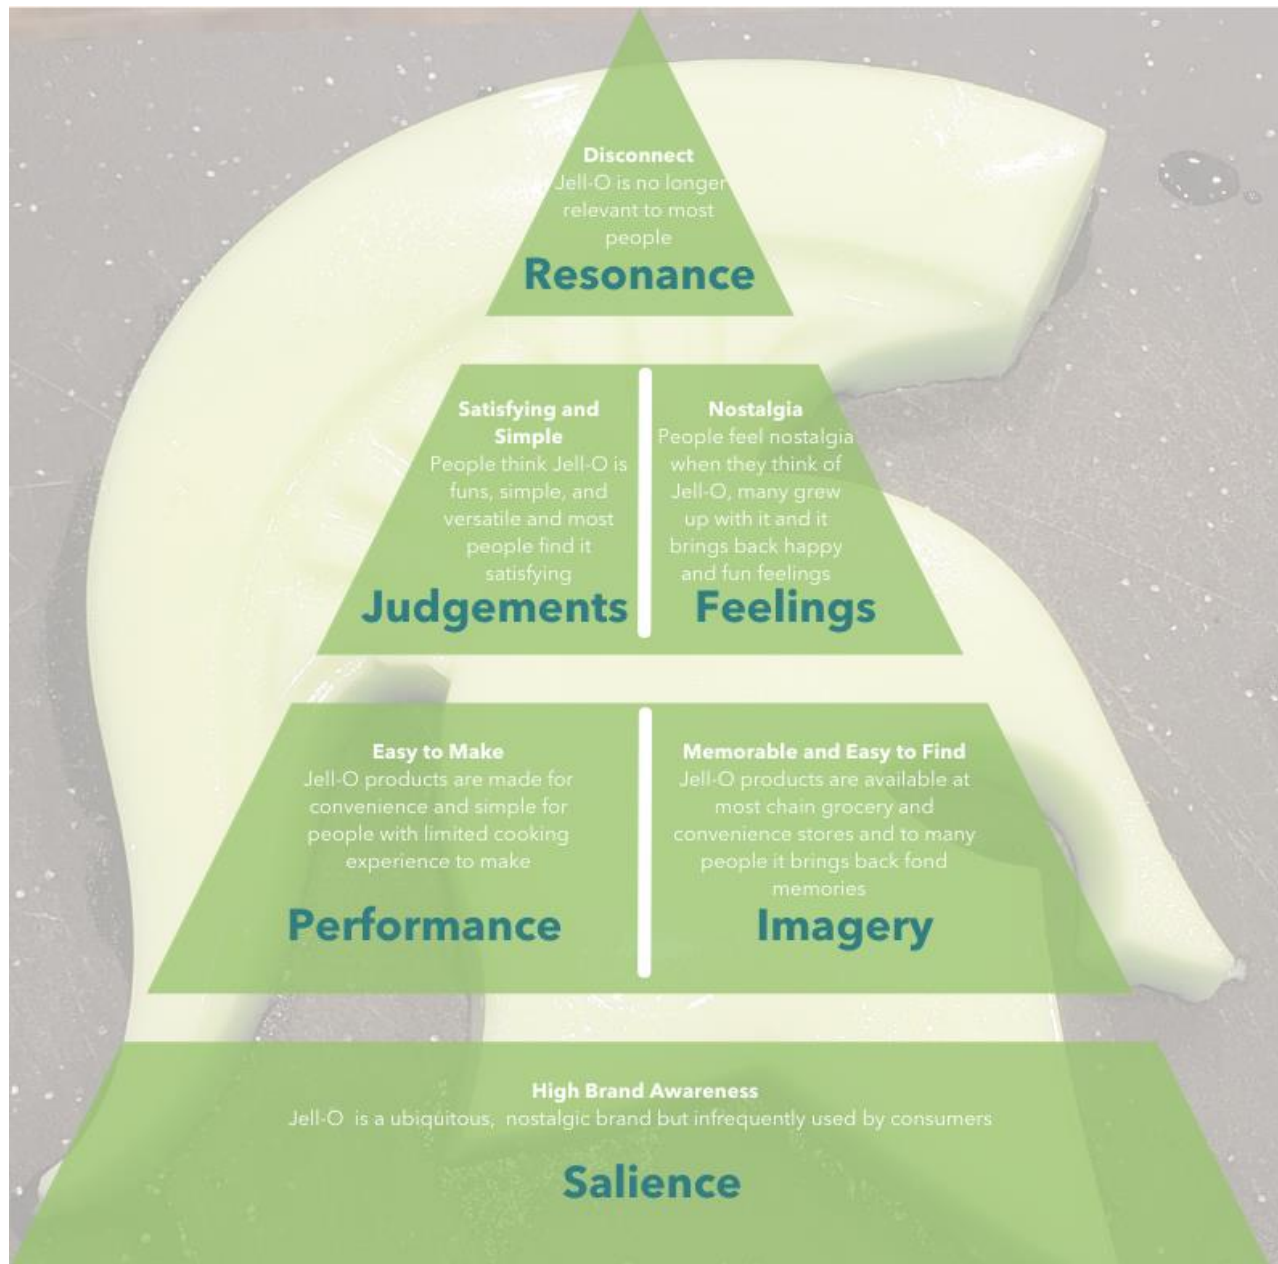 Disconnect
Jell-O is no longer
relevant to most
people
Resonance
Satisfying and
Simple
People think Jell-O is
funs, simple, and
versatile and most
people find it
satisfying
Judgements
Nostalgia
People feel nostalgia
when they think of
Jell-O, many grew
up with it and it
brings back happy
and fun feelings
Feelings
Easy to Make
Jell-O products are made for
convenience and simple for
people with limited cooking
experience to make
Performance
Memorable and Easy to Find
Jell-O products are available at
most chain grocery and
convenience stores and to many
people it brings back fond
memories
Imagery
High Brand Awareness
Jell-O is a ubiquitous, nostalgic brand but infrequently used by consumers
Salience